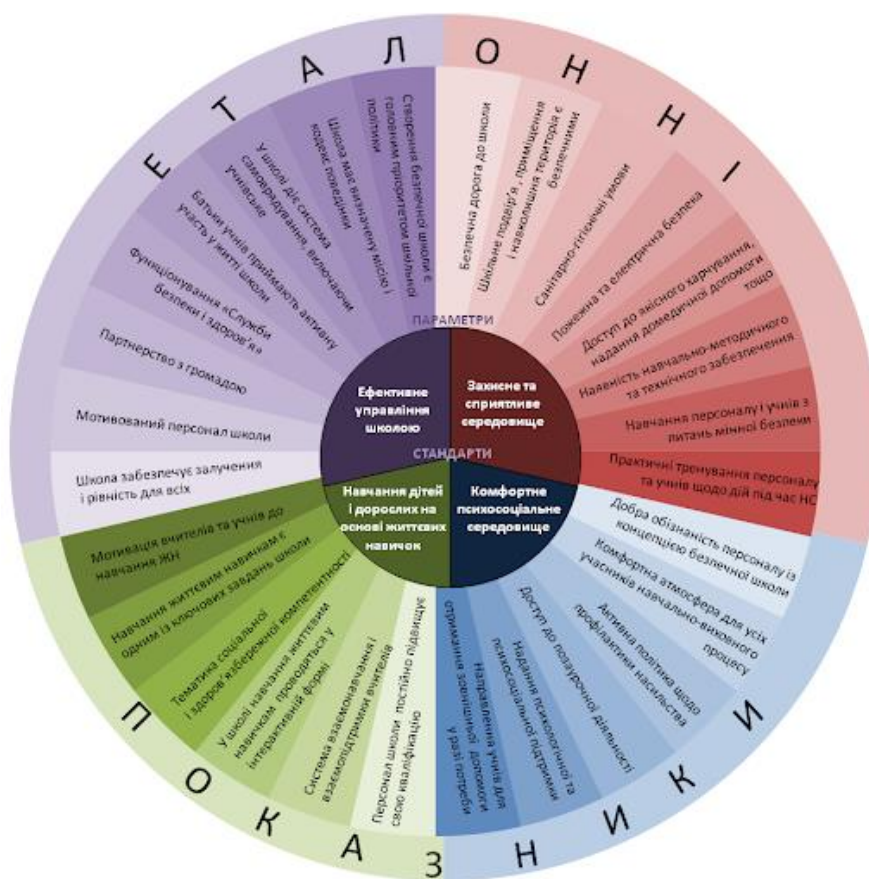 ЕТАЛОННІ
ПОКАЗНИКИ
ПАРАМЕТРИ
СТАНДАРТИ
Ефективне
управління
школою
Захисне та
сприятливе
середовище
Навчання дітей
і дорослих на
основі життєвих
навичок
Комфортне
психосоціальне
середовище
Створення безпечної школи є
головним пріоритетом шкільної
політики
Школа має визначену місію і
кодекс поведінки
У школі діє система
самоврядування, включаючи
учнівське
Батьки учнів приймають активну
участь у житті школи
Функціонування «Служби
безпеки і здоров'я»
Партнерство з громадою
Мотивований персонал школи
Школа забезпечує залучення
і рівність для всіх
Безпечна дорога до школи
Шкільне подвір'я , приміщення
і навколишня територія є
безпечними
Санітарно-гігієнічні умови
Пожежна та електрична безпека
Доступ до якісного харчування,
надання домедичної допомоги
тощо
Наявність навчально-методичного
та технічного забезпечення
Навчання персоналу і учнів з
питань мінної безпеки
Практичні тренування персоналу
та учнів щодо дій під час НС
Добра обізнаність персоналу із
концепцією безпечної школи
Комфортна атмосфера для усіх
учасників навчально-виховного
процесу
Активна політика щодо
профілактики насильства
Доступ до позаурочної діяльності
Надання психологічної та
психосоціальної підтримки
Направлення учнів для
отримання зовнішньої допомоги
у разі потреби
Мотивація вчителів та учнів до
навчання ЖН
Навчання життєвим навичкам є
одним із ключових завдань школи
Тематика соціальної
і здоров'язбережної компетентності
У школі навчання життєвим
навичкам проводиться у
інтерактивній формі
Система взаємонавчання і
взаємопідтримки вчителів
Персонал школи постійно підвищує
свою кваліфікацію